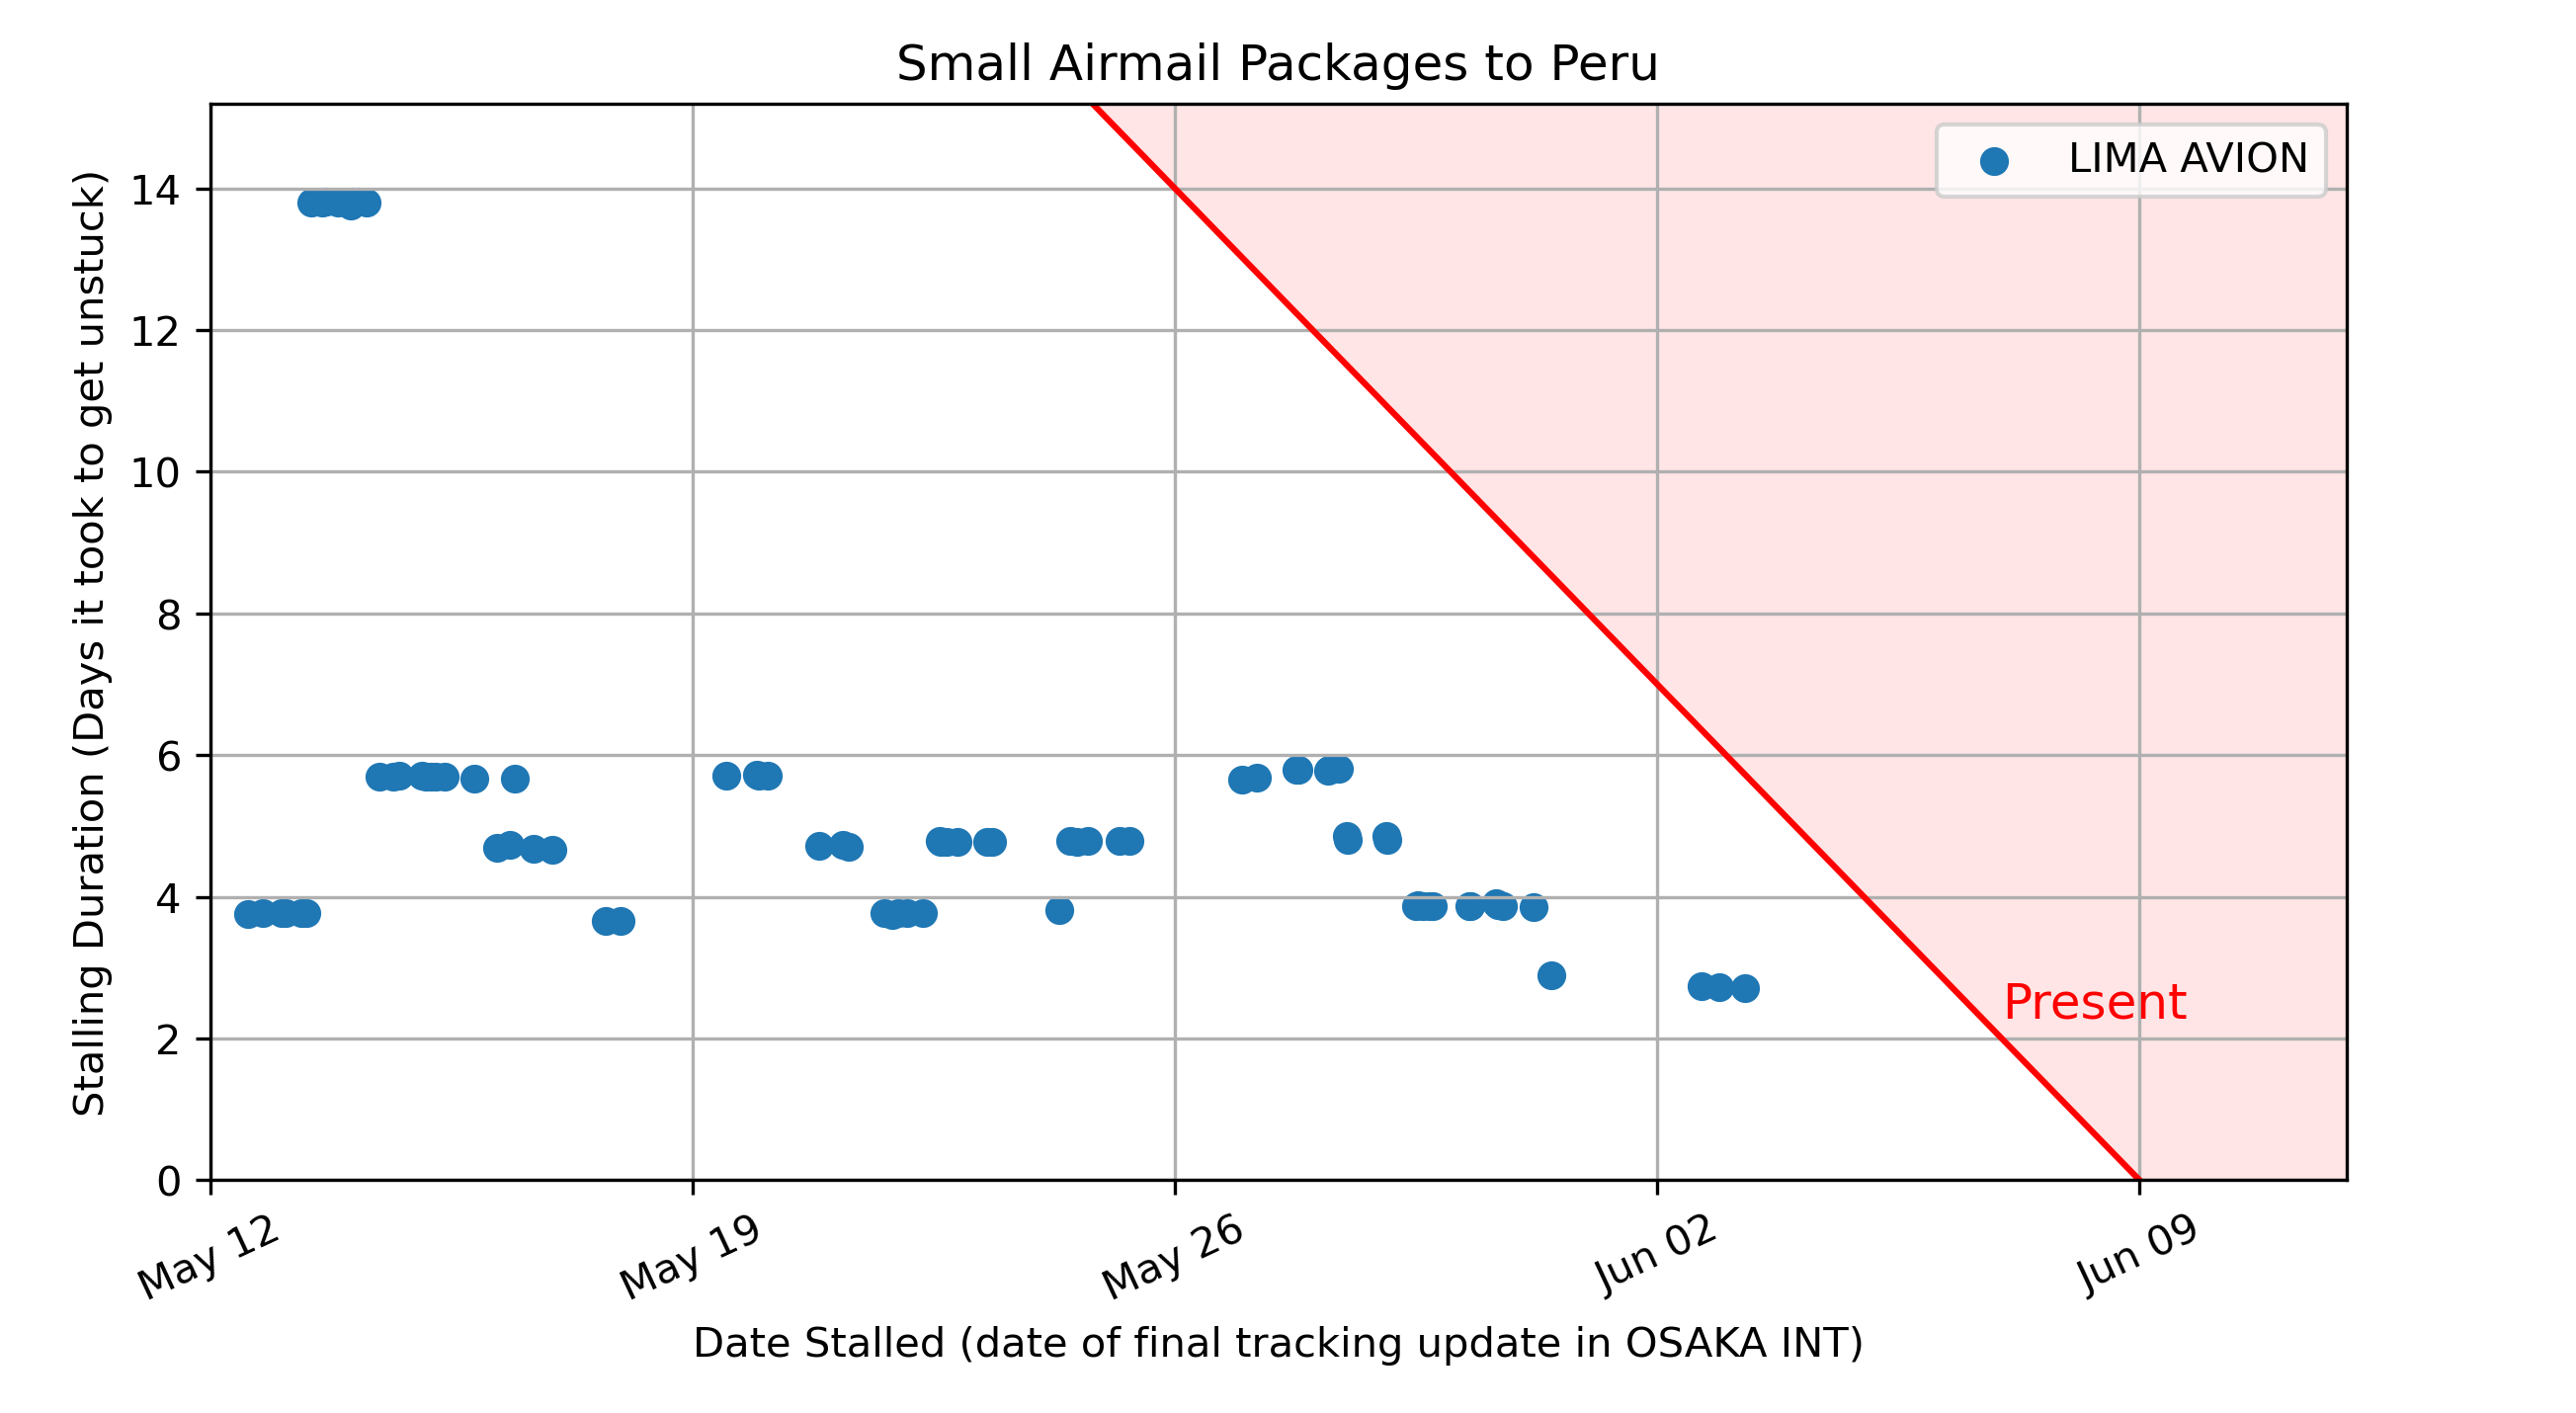 Small Airmail Packages to Peru
LIMA AVION
Stalling Duration (Days it took to get unstuck)
14
12
10
8
6
4
2
0
Present
May 12
May 19
May 26
Jun 02
Jun 09
Date Stalled (date of final tracking update in OSAKA INT)